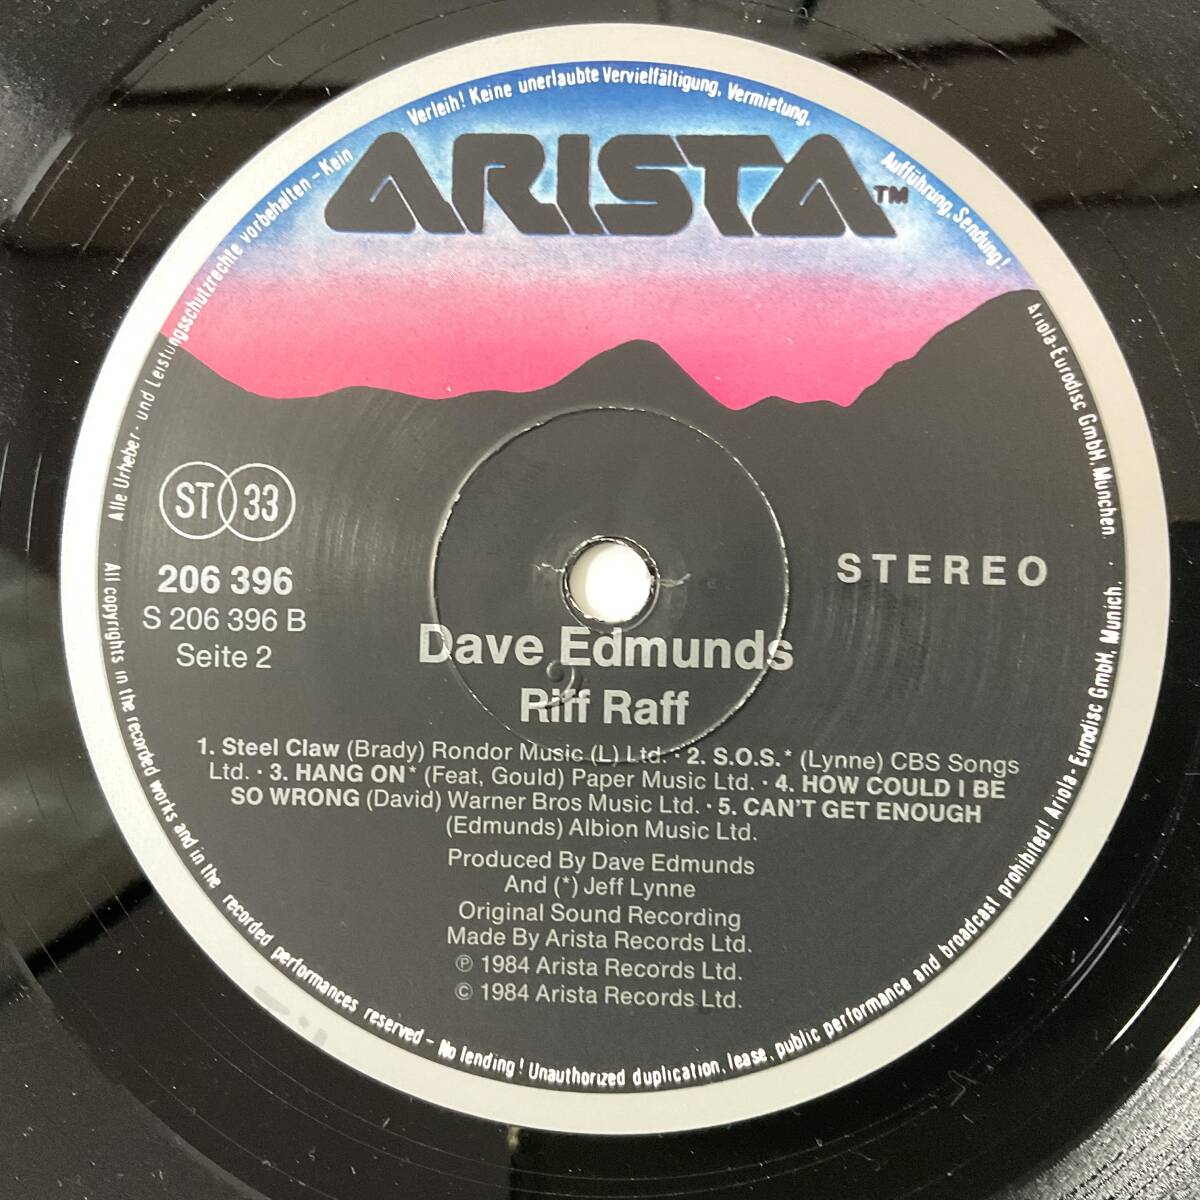 Alle Urheber- und Leistungsschutzrechte vorbehalten - Kein Verleih! Keine unerlaubte Vervielfältigung, Vermietung, Aufführung, Sendung!
ARISTA™
Ariola-Eurodisc GmbH, München.
ST 33
206 396
S 206 396 B
Seite 2
STEREO
Dave Edmunds
Riff Raff
1. Steel Claw (Brady) Rondor Music (L) Ltd. · 2. S.O.S.* (Lynne) CBS Songs
Ltd. · 3. HANG ON* (Feat, Gould) Paper Music Ltd. · 4. HOW COULD I BE
SO WRONG (David) Warner Bros Music Ltd. · 5. CAN'T GET ENOUGH
(Edmunds) Albion Music Ltd.
Produced By Dave Edmunds
And (*) Jeff Lynne
Original Sound Recording
Made By Arista Records Ltd.
℗ 1984 Arista Records Ltd.
© 1984 Arista Records Ltd.
· All copyrights in the recorded works and in the recorded performances reserved - No lending! Unauthorized duplication, lease, public performance and broadcast prohibited! Ariola-Eurodisc GmbH, Munich. ·